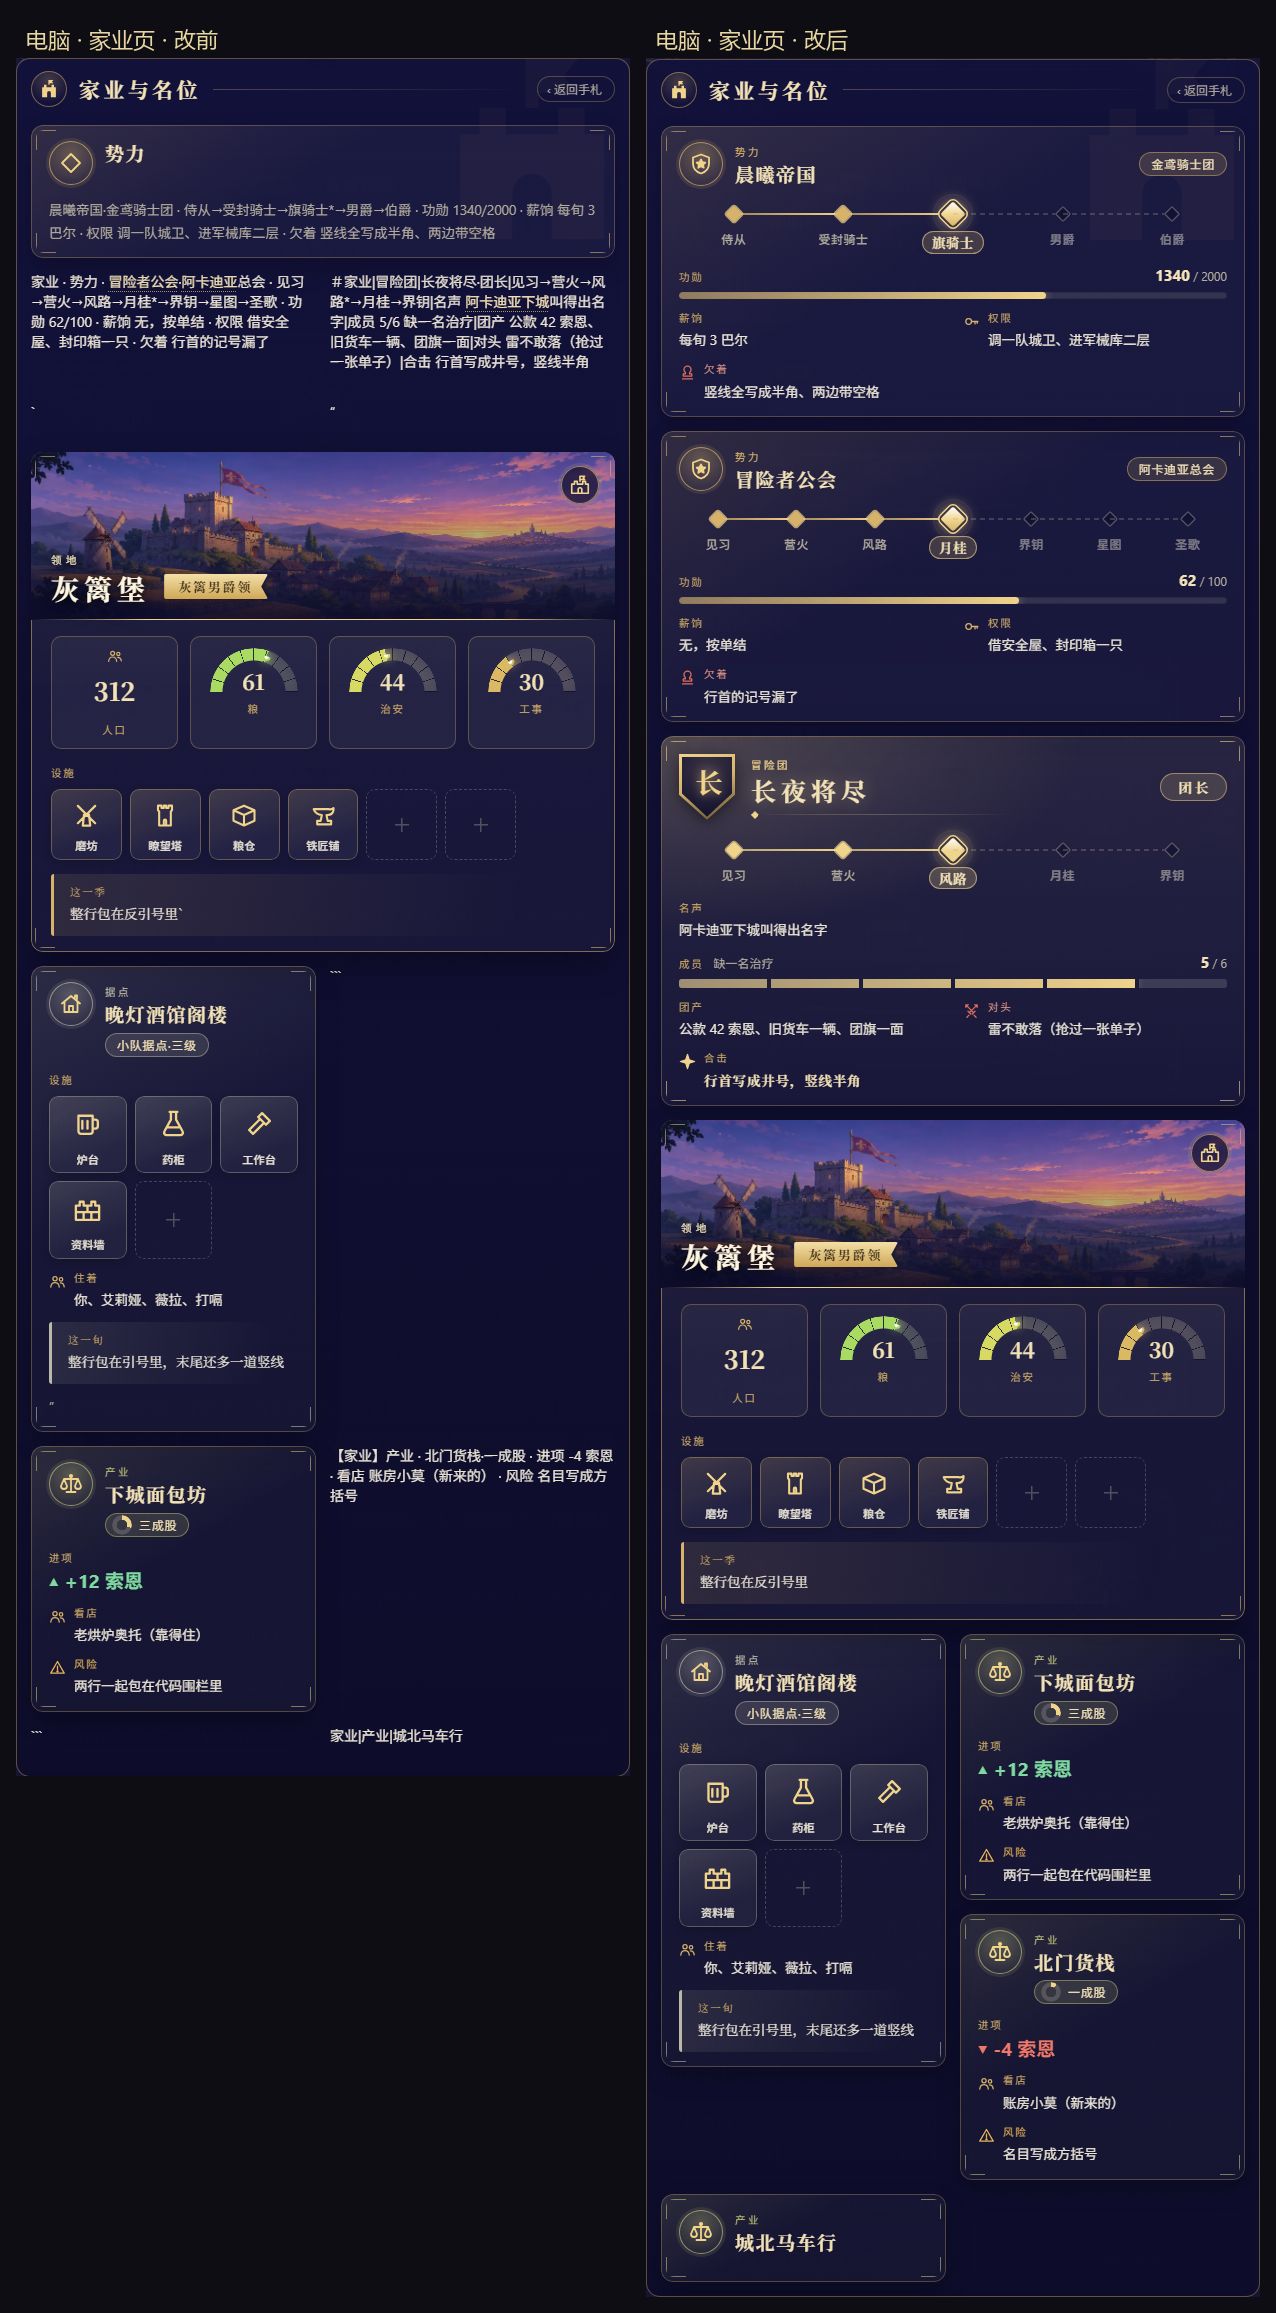 电脑 · 家业页 · 改前
家业与名位
‹ 返回手札
势力
晨曦帝国·金鸢骑士团 · 侍从→受封骑士→旗骑士*→男爵→伯爵 · 功勋 1340/2000 · 薪饷 每旬 3
巴尔 · 权限 调一队城卫、进军械库二层 · 欠着 竖线全写成半角、两边带空格
家业 · 势力 · 冒险者公会·阿卡迪亚总会 · 见习
→营火→风路→月桂*→界钥→星图→圣歌 · 功
勋 62/100 · 薪饷 无，按单结 · 权限 借安全
屋、封印箱一只 · 欠着 行首的记号漏了
#家业|冒险团|长夜将尽·团长|见习→营火→风
路*→月桂→界钥|名声 阿卡迪亚下城叫得出名
字|成员 5/6 缺一名治疗|团产 公款 42 索恩、
旧货车一辆、团旗一面|对头 雷不敢落（抢过
一张单子）|合击 行首写成井号，竖线半角
`
“
领地
灰篱堡
灰篱男爵领
312
人口
61
粮
44
治安
30
工事
设施
磨坊
瞭望塔
粮仓
铁匠铺
+
+
这一季
整行包在反引号里`
据点
晚灯酒馆阁楼
小队据点·三级
设施
炉台
药柜
工作台
资料墙
+
住着
你、艾莉娅、薇拉、打嗝
这一旬
整行包在引号里，末尾还多一道竖线
”
```
产业
下城面包坊
三成股
进项
▲ +12 索恩
看店
老烘炉奥托（靠得住）
风险
两行一起包在代码围栏里
【家业】产业 · 北门货栈·一成股 · 进项 -4 索恩
· 看店 账房小莫（新来的） · 风险 名目写成方
括号
```
家业|产业|城北马车行
电脑 · 家业页 · 改后
家业与名位
‹ 返回手札
势力
晨曦帝国
金鸢骑士团
侍从
受封骑士
旗骑士
男爵
伯爵
功勋
1340 / 2000
薪饷
每旬 3 巴尔
权限
调一队城卫、进军械库二层
欠着
竖线全写成半角、两边带空格
势力
冒险者公会
阿卡迪亚总会
见习
营火
风路
月桂
界钥
星图
圣歌
功勋
62 / 100
薪饷
无，按单结
权限
借安全屋、封印箱一只
欠着
行首的记号漏了
长
冒险团
长夜将尽
团长
见习
营火
风路
月桂
界钥
名声
阿卡迪亚下城叫得出名字
成员 缺一名治疗
5 / 6
团产
公款 42 索恩、旧货车一辆、团旗一面
对头
雷不敢落（抢过一张单子）
合击
行首写成井号，竖线半角
领地
灰篱堡
灰篱男爵领
312
人口
61
粮
44
治安
30
工事
设施
磨坊
瞭望塔
粮仓
铁匠铺
+
+
这一季
整行包在反引号里
据点
晚灯酒馆阁楼
小队据点·三级
设施
炉台
药柜
工作台
资料墙
+
住着
你、艾莉娅、薇拉、打嗝
这一旬
整行包在引号里，末尾还多一道竖线
产业
下城面包坊
三成股
进项
▲ +12 索恩
看店
老烘炉奥托（靠得住）
风险
两行一起包在代码围栏里
产业
北门货栈
一成股
进项
▼ -4 索恩
看店
账房小莫（新来的）
风险
名目写成方括号
产业
城北马车行